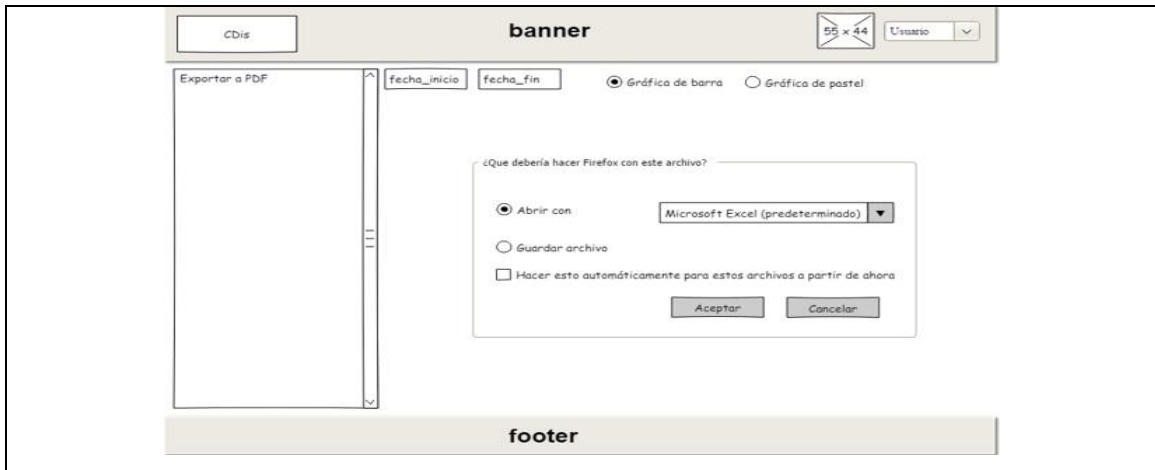 CDis
banner
55 x 44
Usuario
Exportar a PDF
fecha_inicio
fecha_fin
Gráfica de barra
Gráfica de pastel
¿Que debería hacer Firefox con este archivo?
Abrir con
Microsoft Excel (predeterminado)
Guardar archivo
Hacer esto automáticamente para estos archivos a partir de ahora
Aceptar
Cancelar
footer